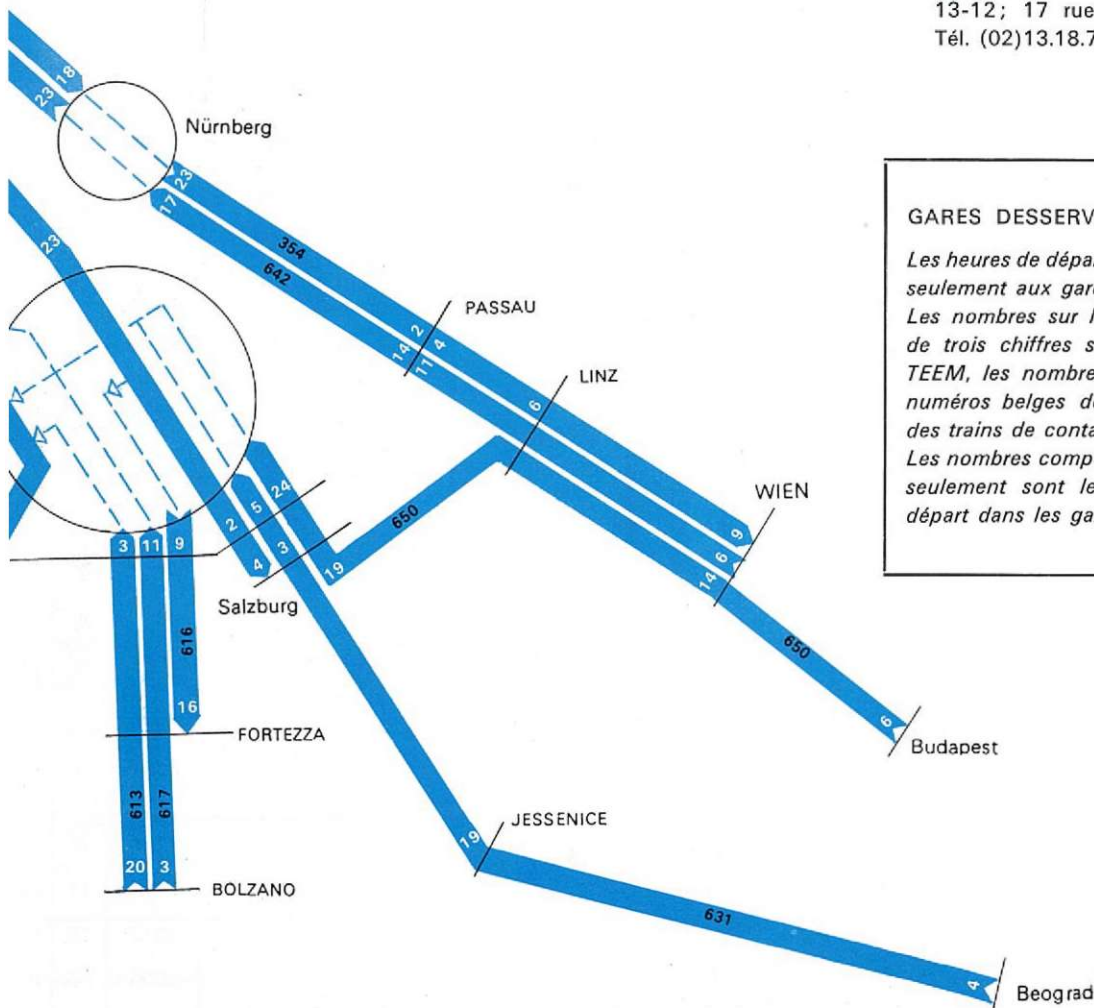 13-12; 17 rue
Tél. (02)13.18.7
18
23
Nürnberg
23
17
23
354
642
GARES DESSERV
Les heures de dépar
seulement aux gar
Les nombres sur l
de trois chiffres s
TEEM, les nombre
numéros belges d
des trains de conta
Les nombres comp
seulement sont le
départ dans les ga
PASSAU
2
4
14
11
LINZ
6
WIEN
9
6
14
650
2
5
24
3
4
19
650
Salzburg
3
11
9
616
16
FORTEZZA
613
617
20
3
BOLZANO
6
Budapest
19
JESSENICE
631
4
Beograd